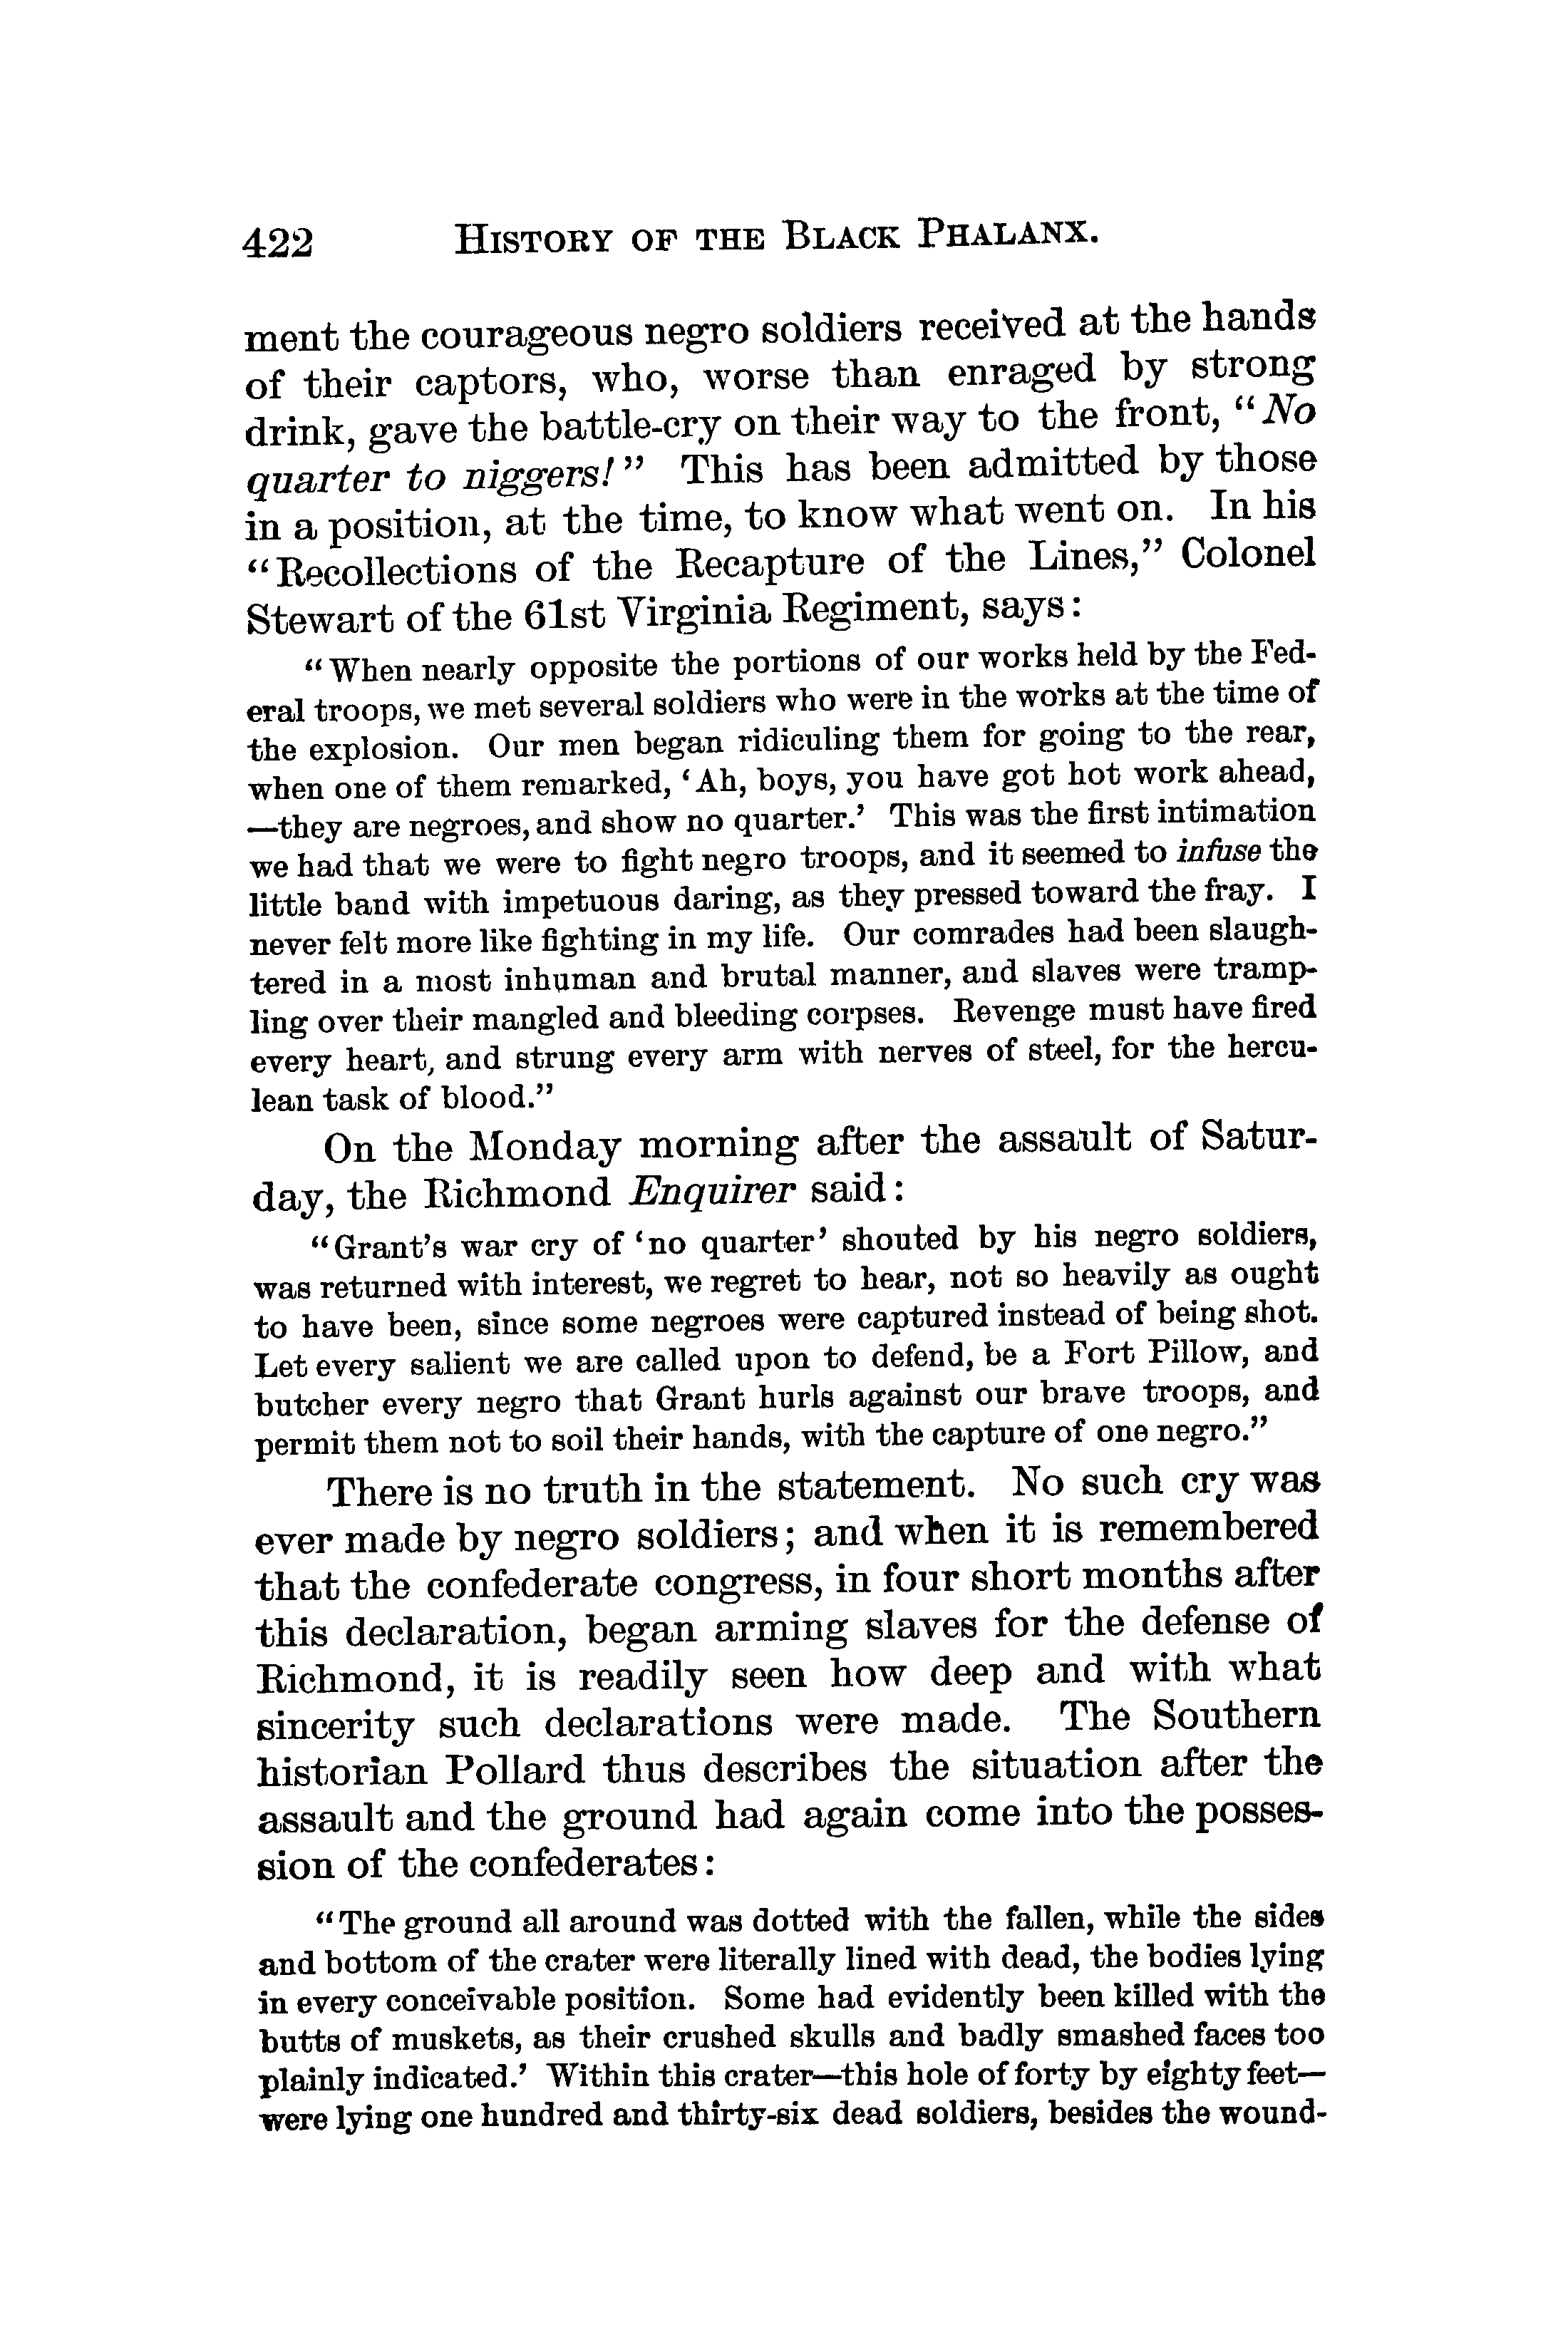 422 HISTORY OF THE BLACK PHALANX.
ment the courageous negro soldiers received at the hands
of their captors, who, worse than enraged by strong
drink, gave the battle-cry on their way to the front, “No
quarter to niggers!” This has been admitted by those
in a position, at the time, to know what went on. In his
“Recollections of the Recapture of the Lines,” Colonel
Stewart of the 61st Virginia Regiment, says:
“When nearly opposite the portions of our works held by the Fed-
eral troops, we met several soldiers who were in the works at the time of
the explosion. Our men began ridiculing them for going to the rear,
when one of them remarked, ‘Ah, boys, you have got hot work ahead,
—they are negroes, and show no quarter.’ This was the first intimation
we had that we were to fight negro troops, and it seemed to infuse the
little band with impetuous daring, as they pressed toward the fray. I
never felt more like fighting in my life. Our comrades had been slaugh-
tered in a most inhuman and brutal manner, and slaves were tramp-
ling over their mangled and bleeding corpses. Revenge must have fired
every heart, and strung every arm with nerves of steel, for the hercu-
lean task of blood.”
On the Monday morning after the assault of Satur-
day, the Richmond Enquirer said:
“Grant’s war cry of ‘no quarter’ shouted by his negro soldiers,
was returned with interest, we regret to hear, not so heavily as ought
to have been, since some negroes were captured instead of being shot.
Let every salient we are called upon to defend, be a Fort Pillow, and
butcher every negro that Grant hurls against our brave troops, and
permit them not to soil their hands, with the capture of one negro.”
There is no truth in the statement. No such cry was
ever made by negro soldiers; and when it is remembered
that the confederate congress, in four short months after
this declaration, began arming slaves for the defense of
Richmond, it is readily seen how deep and with what
sincerity such declarations were made. The Southern
historian Pollard thus describes the situation after the
assault and the ground had again come into the posses-
sion of the confederates:
“The ground all around was dotted with the fallen, while the sides
and bottom of the crater were literally lined with dead, the bodies lying
in every conceivable position. Some had evidently been killed with the
butts of muskets, as their crushed skulls and badly smashed faces too
plainly indicated.’ Within this crater—this hole of forty by eighty feet—
were lying one hundred and thirty-six dead soldiers, besides the wound-